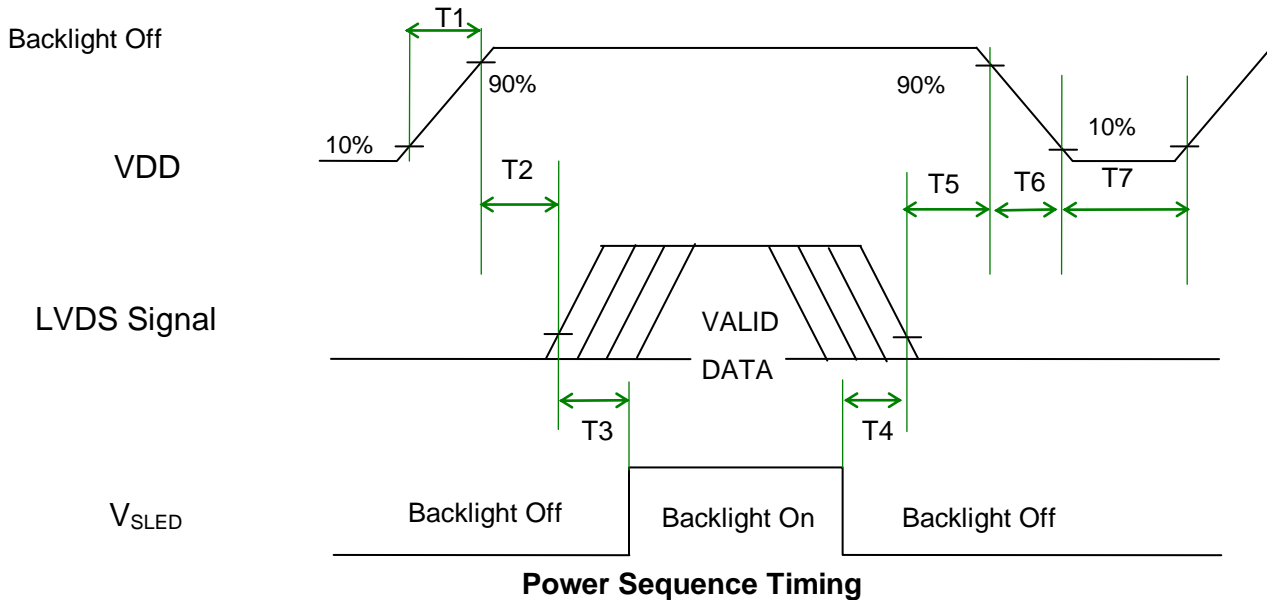 T1
Backlight Off
90%
90%
10%
10%
VDD
T2
T5
T6
T7
LVDS Signal
VALID
DATA
T3
T4
VSLED
Backlight Off
Backlight On
Backlight Off
Power Sequence Timing